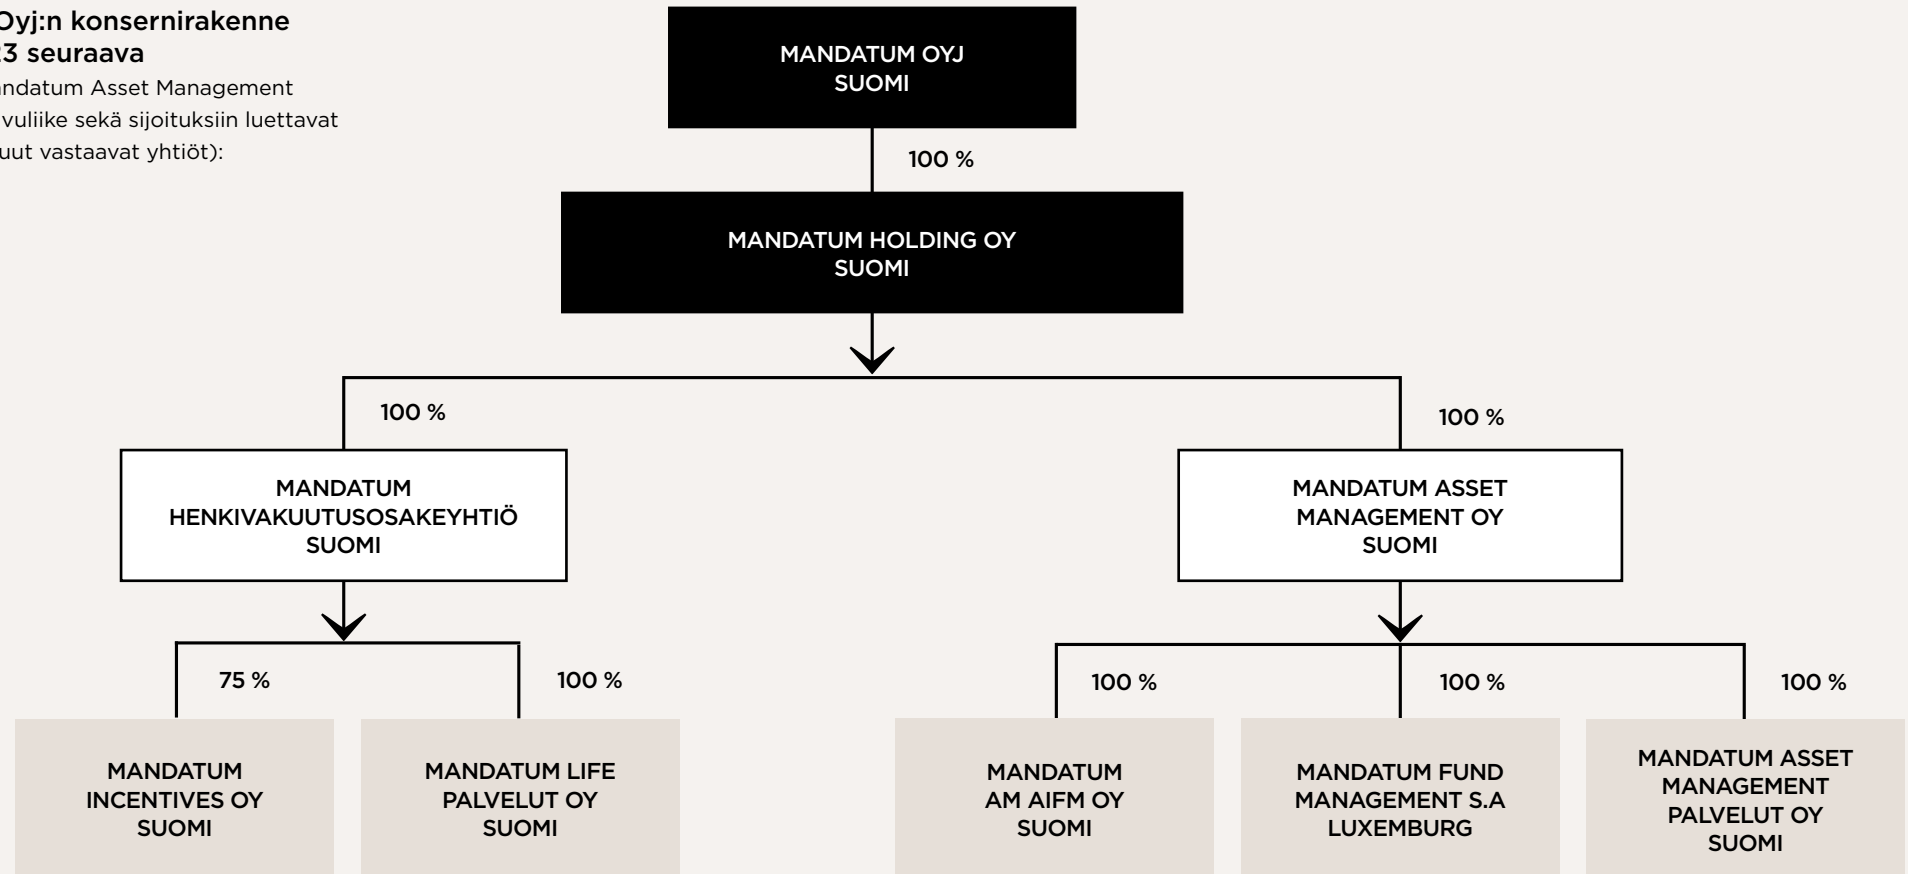 Oyj:n konsernirakenne
23 seuraava
andatum Asset Management
vuliike sekä sijoituksiin luettavat
uut vastaavat yhtiöt):
MANDATUM OYJ
SUOMI
100 %
MANDATUM HOLDING OY
SUOMI
100 %
100 %
MANDATUM
HENKIVAKUUTUSOSAKEYHTIÖ
SUOMI
MANDATUM ASSET
MANAGEMENT OY
SUOMI
75 %
100 %
100 %
100 %
100 %
MANDATUM
INCENTIVES OY
SUOMI
MANDATUM LIFE
PALVELUT OY
SUOMI
MANDATUM
AM AIFM OY
SUOMI
MANDATUM FUND
MANAGEMENT S.A
LUXEMBURG
MANDATUM ASSET
MANAGEMENT
PALVELUT OY
SUOMI